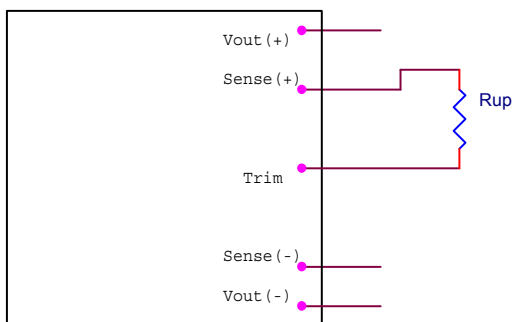 Vout(+)
Sense(+)
Rup
Trim
Sense(-)
Vout(-)